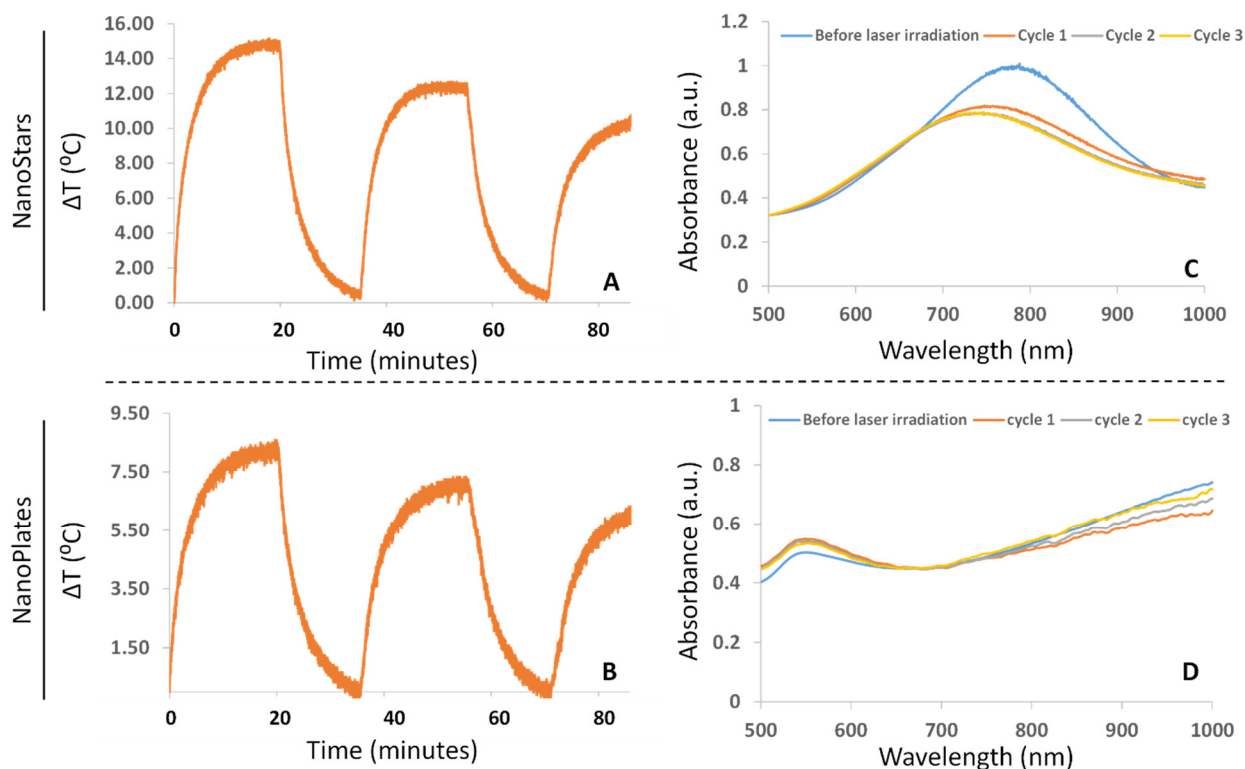 NanoStars
ΔT (⁰C)
16.00
14.00
12.00
10.00
8.00
6.00
4.00
2.00
0.00
0 20 40 60 80
Time (minutes)
A
Absorbance (a.u.)
1.2
1
0.8
0.6
0.4
0.2
0
Before laser irradiation Cycle 1 Cycle 2 Cycle 3
C
500 600 700 800 900 1000
Wavelength (nm)
NanoPlates
ΔT (⁰C)
9.50
7.50
5.50
3.50
1.50
B
0 20 40 60 80
Time (minutes)
Absorbance (a.u.)
1
0.8
0.6
0.4
0.2
0
Before laser irradiation cycle 1 cycle 2 cycle 3
D
500 600 700 800 900 1000
Wavelength (nm)